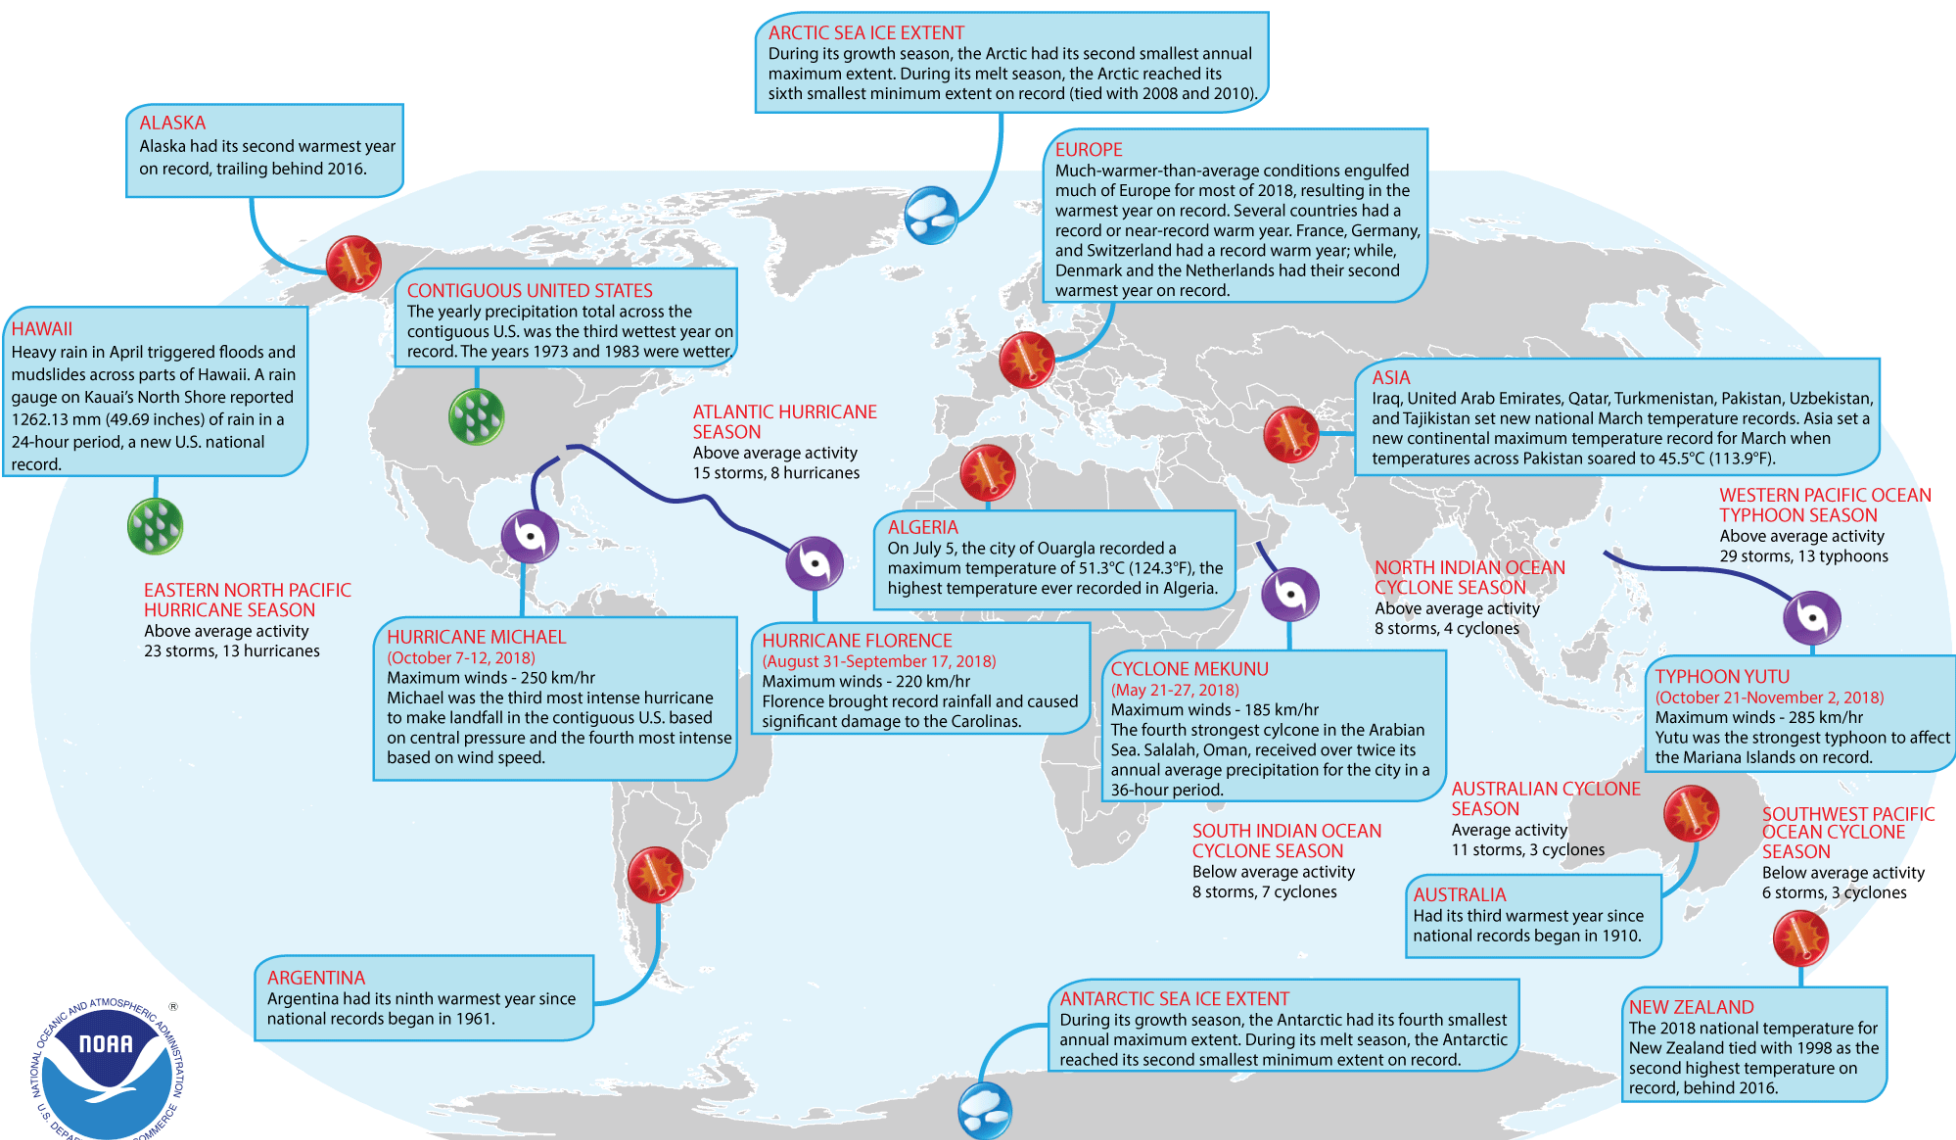 ARCTIC SEA ICE EXTENT
During its growth season, the Arctic had its second smallest annual
maximum extent. During its melt season, the Arctic reached its
sixth smallest minimum extent on record (tied with 2008 and 2010).
ALASKA
Alaska had its second warmest year
on record, trailing behind 2016.
EUROPE
Much-warmer-than-average conditions engulfed
much of Europe for most of 2018, resulting in the
warmest year on record. Several countries had a
record or near-record warm year. France, Germany,
and Switzerland had a record warm year; while,
Denmark and the Netherlands had their second
warmest year on record.
CONTIGUOUS UNITED STATES
The yearly precipitation total across the
contiguous U.S. was the third wettest year on
record. The years 1973 and 1983 were wetter.
HAWAII
Heavy rain in April triggered floods and
mudslides across parts of Hawaii. A rain
gauge on Kauai's North Shore reported
1262.13 mm (49.69 inches) of rain in a
24-hour period, a new U.S. national
record.
ASIA
Iraq, United Arab Emirates, Qatar, Turkmenistan, Pakistan, Uzbekistan,
and Tajikistan set new national March temperature records. Asia set a
new continental maximum temperature record for March when
temperatures across Pakistan soared to 45.5°C (113.9°F).
ATLANTIC HURRICANE
SEASON
Above average activity
15 storms, 8 hurricanes
WESTERN PACIFIC OCEAN
TYPHOON SEASON
Above average activity
29 storms, 13 typhoons
ALGERIA
On July 5, the city of Ouargla recorded a
maximum temperature of 51.3°C (124.3°F), the
highest temperature ever recorded in Algeria.
NORTH INDIAN OCEAN
CYCLONE SEASON
Above average activity
8 storms, 4 cyclones
EASTERN NORTH PACIFIC
HURRICANE SEASON
Above average activity
23 storms, 13 hurricanes
HURRICANE MICHAEL
(October 7-12, 2018)
Maximum winds - 250 km/hr
Michael was the third most intense hurricane
to make landfall in the contiguous U.S. based
on central pressure and the fourth most intense
based on wind speed.
HURRICANE FLORENCE
(August 31-September 17, 2018)
Maximum winds - 220 km/hr
Florence brought record rainfall and caused
significant damage to the Carolinas.
CYCLONE MEKUNU
(May 21-27, 2018)
Maximum winds - 185 km/hr
The fourth strongest cylcone in the Arabian
Sea. Salalah, Oman, received over twice its
annual average precipitation for the city in a
36-hour period.
TYPHOON YUTU
(October 21-November 2, 2018)
Maximum winds - 285 km/hr
Yutu was the strongest typhoon to affect
the Mariana Islands on record.
AUSTRALIAN CYCLONE
SEASON
Average activity
11 storms, 3 cyclones
SOUTHWEST PACIFIC
OCEAN CYCLONE
SEASON
Below average activity
6 storms, 3 cyclones
SOUTH INDIAN OCEAN
CYCLONE SEASON
Below average activity
8 storms, 7 cyclones
AUSTRALIA
Had its third warmest year since
national records began in 1910.
ARGENTINA
Argentina had its ninth warmest year since
national records began in 1961.
ANTARCTIC SEA ICE EXTENT
During its growth season, the Antarctic had its fourth smallest
annual maximum extent. During its melt season, the Antarctic
reached its second smallest minimum extent on record.
NEW ZEALAND
The 2018 national temperature for
New Zealand tied with 1998 as the
second highest temperature on
record, behind 2016.
NATIONAL OCEANIC AND ATMOSPHERIC ADMINISTRATION
®
NOAA
U.S.